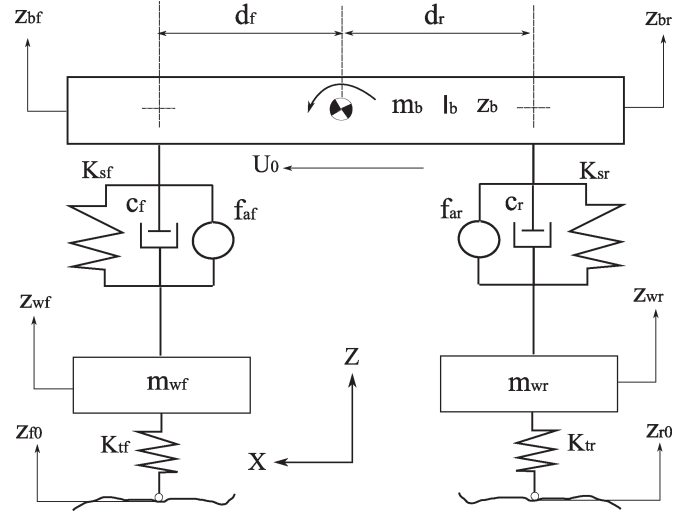 df dr
zbf zbr
mb Ib zb
U0
Ksf Ksr
cf faf far cr
zwf zwr
mwf mwr
Z
zf0 Ktf Ktr zr0
X